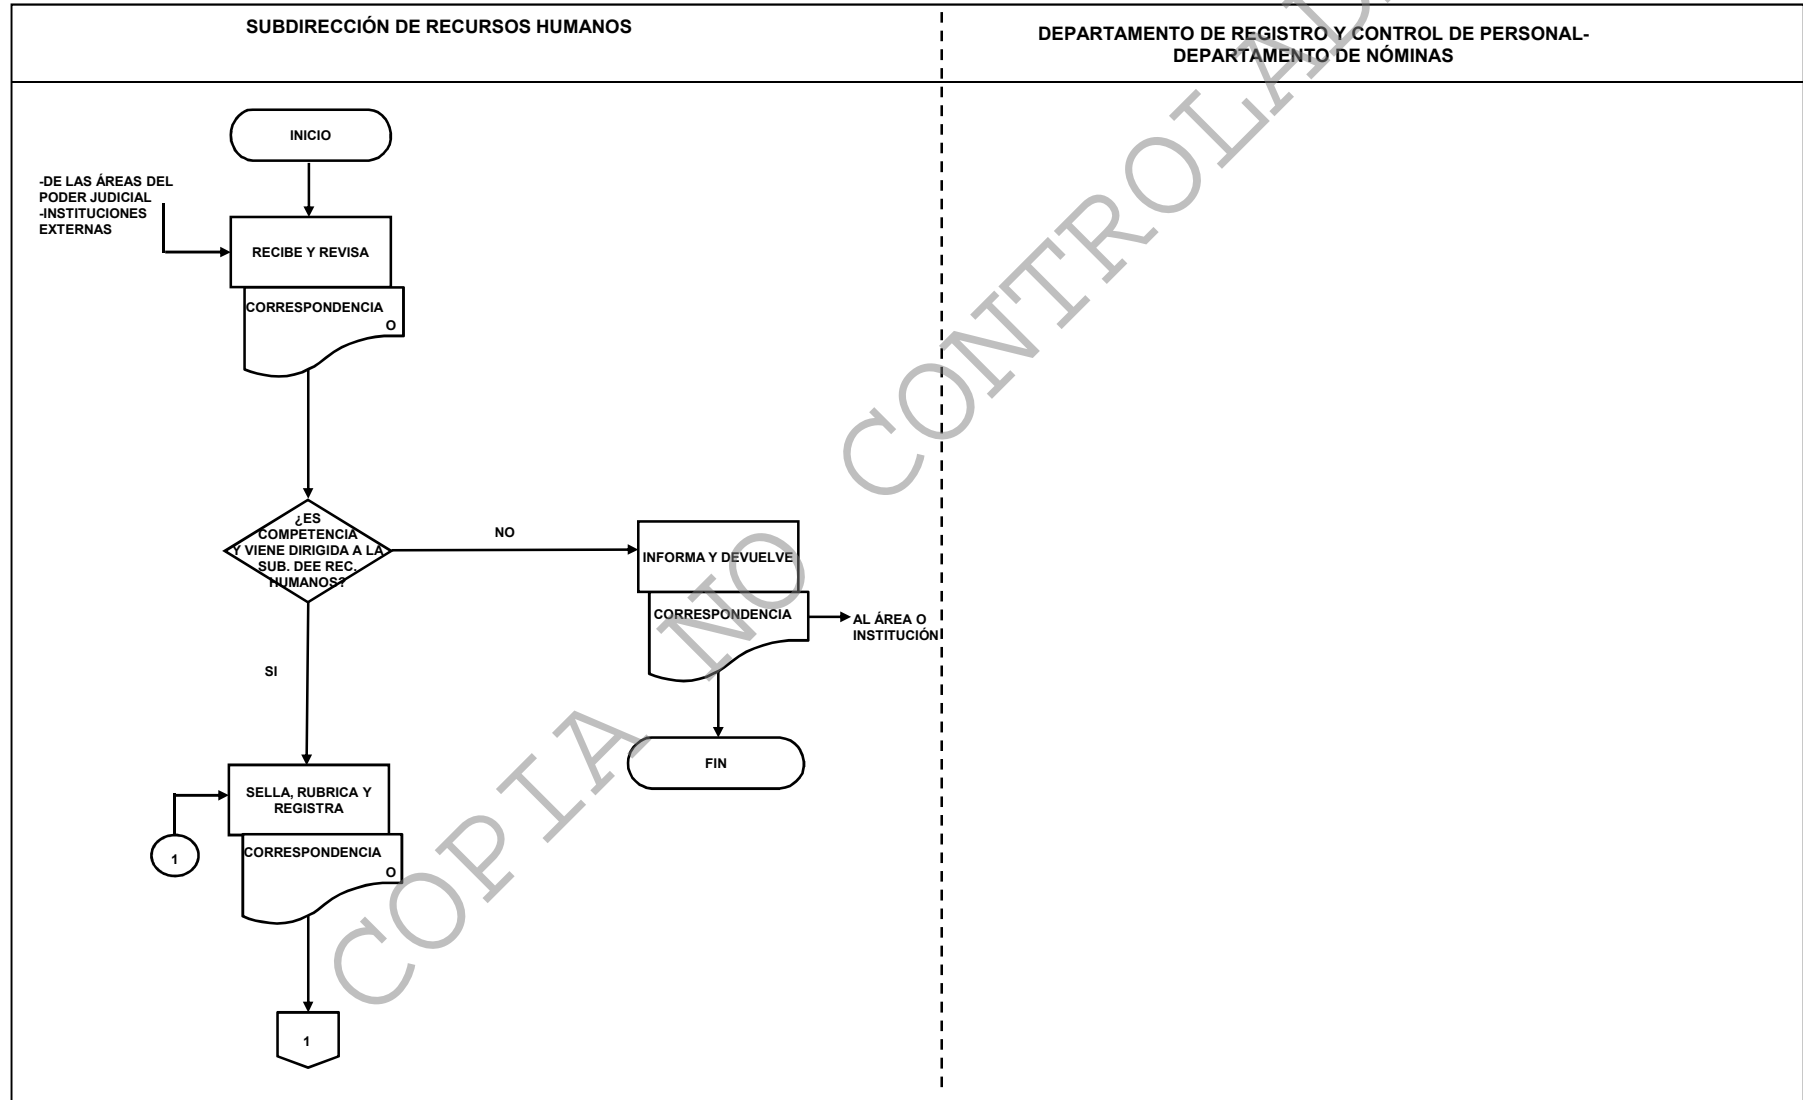 SUBDIRECCIÓN DE RECURSOS HUMANOS
DEPARTAMENTO DE REGISTRO Y CONTROL DE PERSONAL-
DEPARTAMENTO DE NÓMINAS
INICIO
-DE LAS ÁREAS DEL
PODER JUDICIAL
-INSTITUCIONES
EXTERNAS
RECIBE Y REVISA
CORRESPONDENCIA
O
¿ES
COMPETENCIA
Y VIENE DIRIGIDA A LA
SUB. DEE REC.
HUMANOS?
NO
INFORMA Y DEVUELVE
CORRESPONDENCIA
AL ÁREA O
INSTITUCIÓN
SI
FIN
SELLA, RUBRICA Y
REGISTRA
1
CORRESPONDENCIA
O
1
COPIA NO CONTROLAD